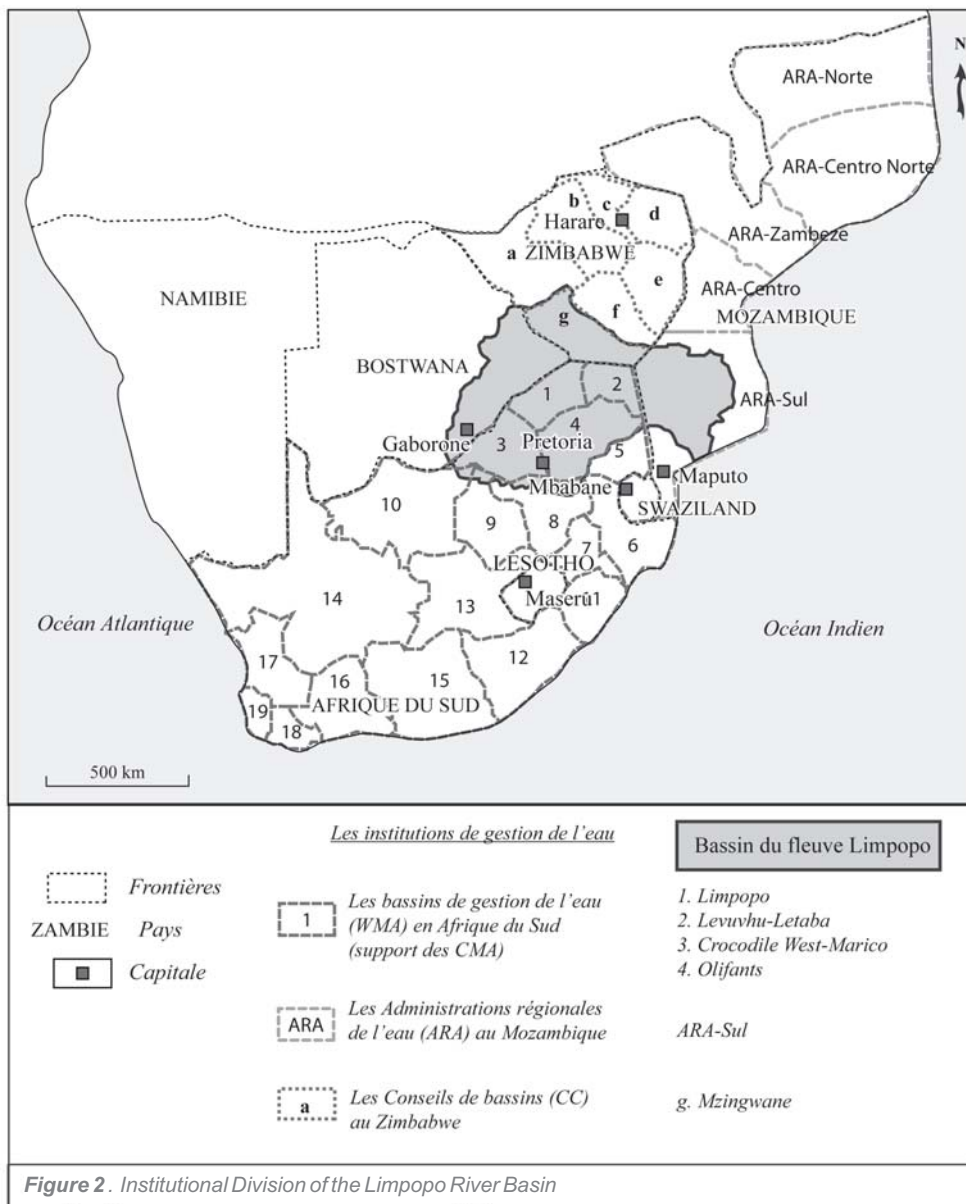 N
ARA-Norte
ARA-Centro Norte
b
c
d
Harare
ARA-Zambeze
a
ZIMBABWE
e
NAMIBIE
ARA-Centro
f
g
MOZAMBIQUE
BOSTWANA
1
2
ARA-Sul
4
Gaborone
3
Pretoria
5
Maputo
Mbabane
10
SWAZILAND
9
8
6
7
LESOTHO
14
13
Maseru
11
Océan Atlantique
Océan Indien
12
17
16
15
AFRIQUE DU SUD
19
18
500 km
Les institutions de gestion de l'eau
Bassin du fleuve Limpopo
Frontières
ZAMBIE Pays
Capitale
1
Les bassins de gestion de l'eau
(WMA) en Afrique du Sud
(support des CMA)
1. Limpopo
2. Levuvhu-Letaba
3. Crocodile West-Marico
4. Olifants
ARA
Les Administrations régionales
de l'eau (ARA) au Mozambique
ARA-Sul
a
Les Conseils de bassins (CC)
au Zimbabwe
g. Mzingwane
Figure 2 . Institutional Division of the Limpopo River Basin